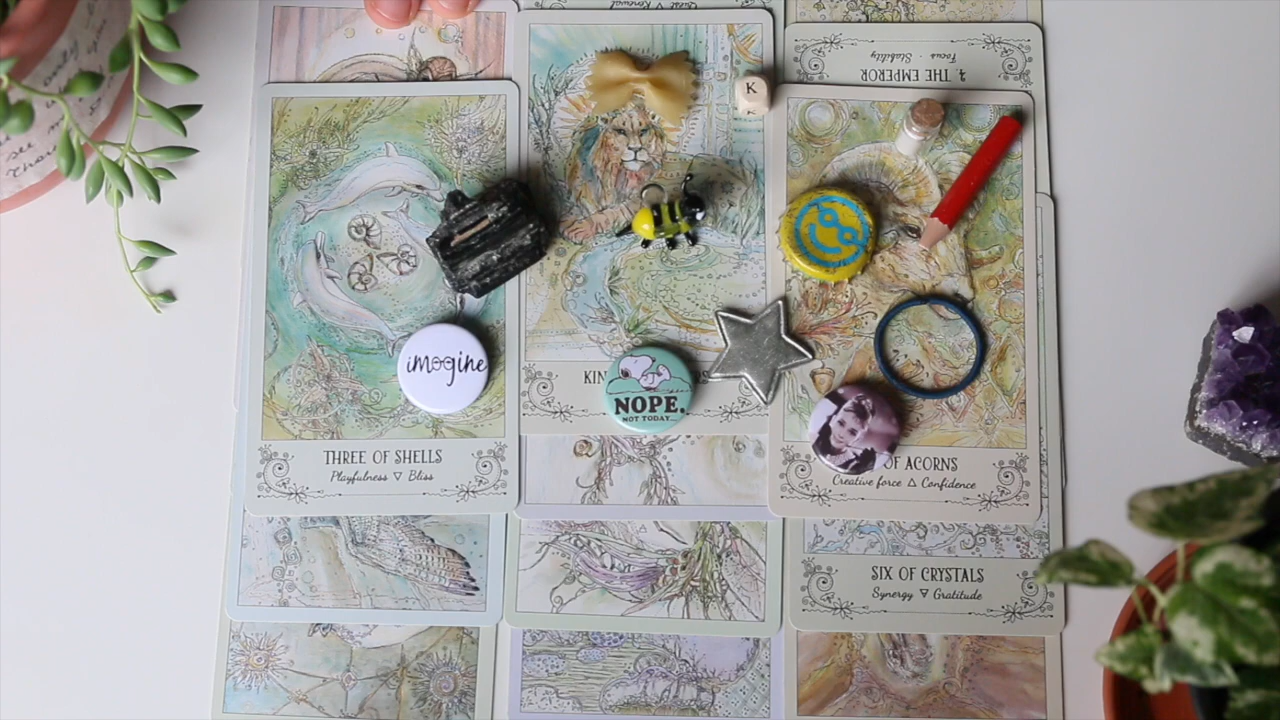 Focus · Stability
4 THE EMPEROR
K
imagine
NOPE.
NOT TODAY...
THREE OF SHELLS
Playfulness ▽ Bliss
OF ACORNS
Creative force △ Confidence
SIX OF CRYSTALS
Synergy ▽ Gratitude